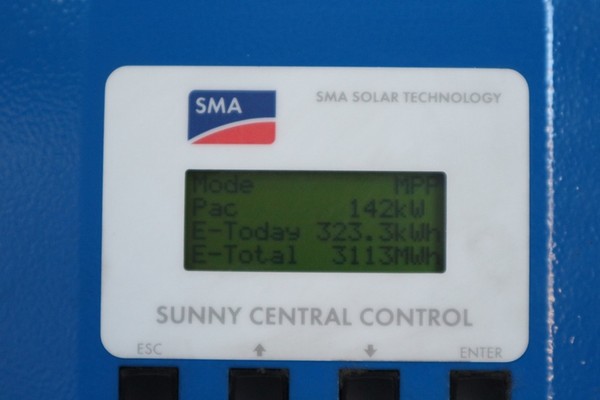 SMA
SMA SOLAR TECHNOLOGY
Mode MPP
Pac 142kW
E-Today 323.3kWh
E-Total 3113MWh
SUNNY CENTRAL CONTROL
ESC ENTER